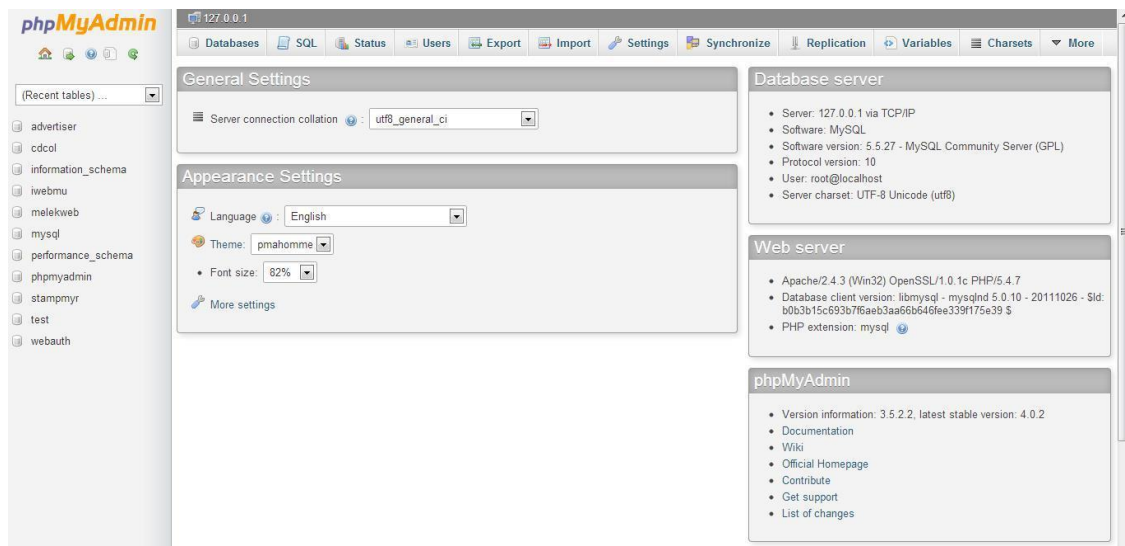 phpMyAdmin
(Recent tables) ...
advertiser
cdcol
information_schema
iwebmu
melekweb
mysql
performance_schema
phpmyadmin
stampmyr
test
webauth
127.0.0.1
Databases SQL Status Users Export Import Settings Synchronize Replication Variables Charsets More
General Settings
Server connection collation : utf8_general_ci
Appearance Settings
Language : English
Theme: pmahomme
Font size: 82%
More settings
Database server
Server: 127.0.0.1 via TCP/IP
Software: MySQL
Software version: 5.5.27 - MySQL Community Server (GPL)
Protocol version: 10
User: root@localhost
Server charset: UTF-8 Unicode (utf8)
Web server
Apache/2.4.3 (Win32) OpenSSL/1.0.1c PHP/5.4.7
Database client version: libmysql - mysqlnd 5.0.10 - 20111026 - $Id:
b0b3b15c693b7f6aeb3aa66b646fee339f175e39 $
PHP extension: mysql
phpMyAdmin
Version information: 3.5.2.2, latest stable version: 4.0.2
Documentation
Wiki
Official Homepage
Contribute
Get support
List of changes